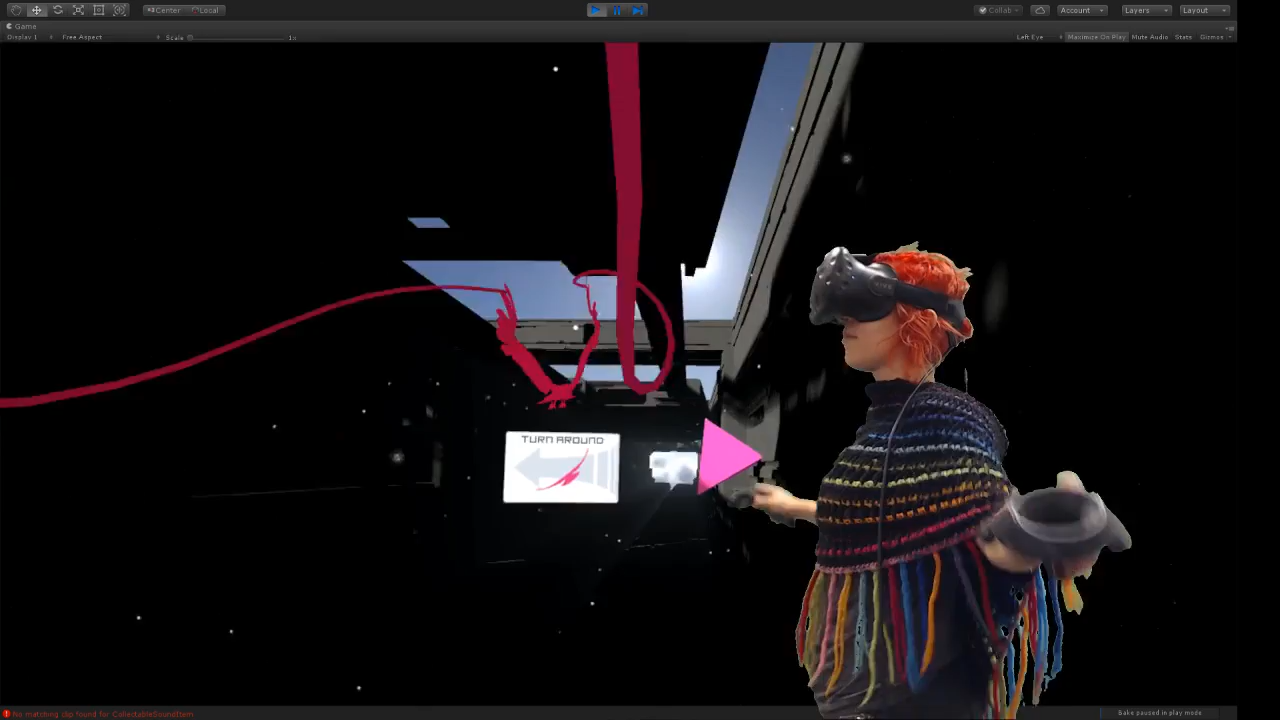 Center Local
Collab Account Layers Layout
Game
Display 1 Free Aspect Scale 1x Left Eye Maximize On Play Mute Audio Stats Gizmos
TURN AROUND
No matching clip found for CollectableSoundItem
Bake paused in play mode